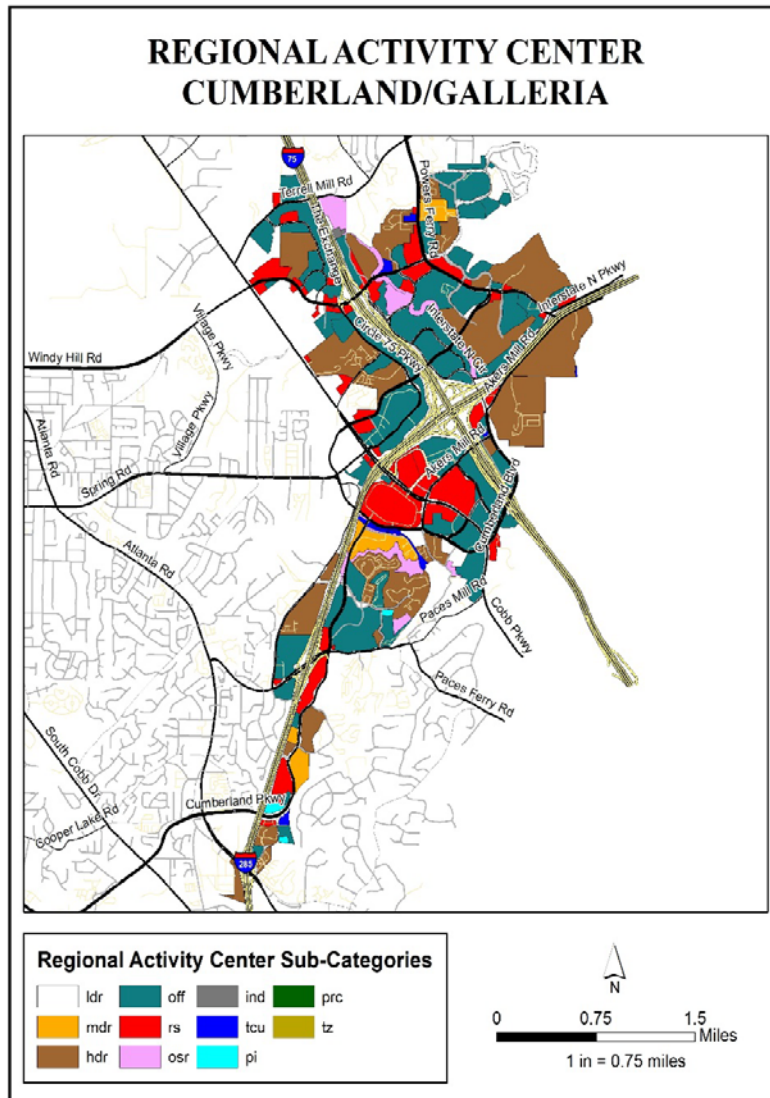 REGIONAL ACTIVITY CENTER
CUMBERLAND/GALLERIA
75
Terrell Mill Rd
Powers Ferry Rd
The Exchange
Interstate N Pkwy
Village Pkwy
Interstate N Cir
Circle 75 Pkwy
Windy Hill Rd
Akers Mill Rd
Village Pkwy
Atlanta Rd
Akers Mill Rd
Spring Rd
Cumberland Blvd
Atlanta Rd
Paces Mill Rd
Cobb Pkwy
Paces Ferry Rd
South Cobb Dr
Cumberland Pkwy
Cooper Lake Rd
285
Regional Activity Center Sub-Categories
ldr off ind prc
mdr rs tcu tz
hdr osr pi
N
0 0.75 1.5
Miles
1 in = 0.75 miles